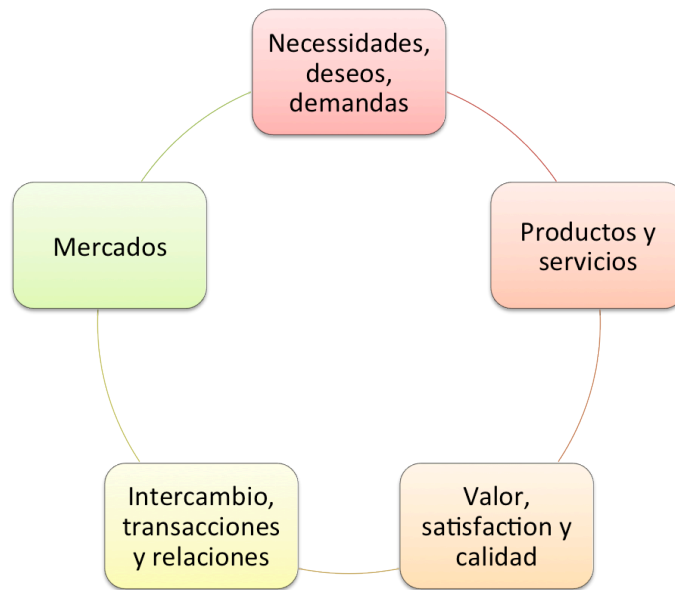 Necessidades,
deseos,
demandas
Productos y
servicios
Valor,
satisfaction y
calidad
Intercambio,
transacciones
y relaciones
Mercados